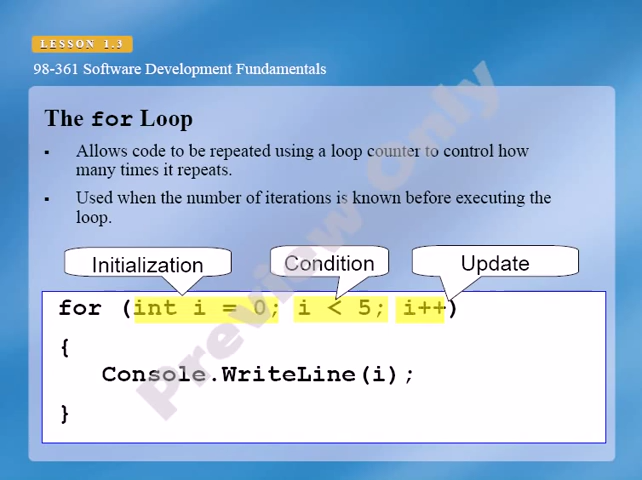 LESSON 1.3
98-361 Software Development Fundamentals
The for Loop
▪ Allows code to be repeated using a loop counter to control how
many times it repeats.
▪ Used when the number of iterations is known before executing the
loop.
Initialization Condition Update
for (int i = 0; i < 5; i++)
{
Console.WriteLine(i);
}
Preview Only